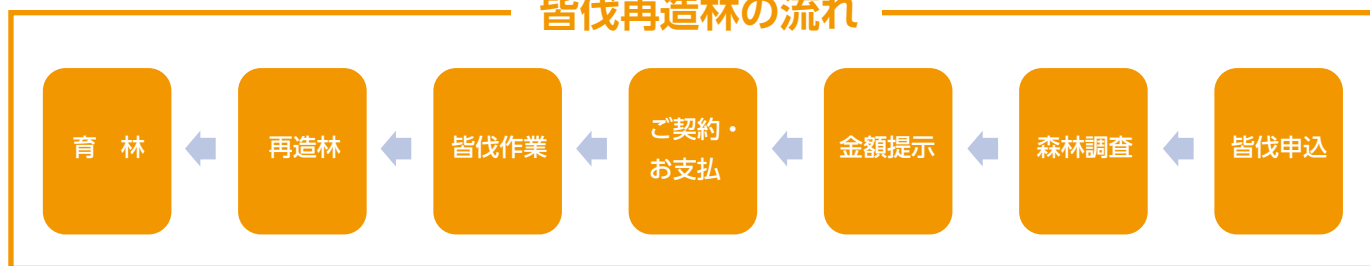 皆伐再造林の流れ
皆伐申込
森林調査
金額提示
ご契約・
お支払
皆伐作業
再造林
育　林